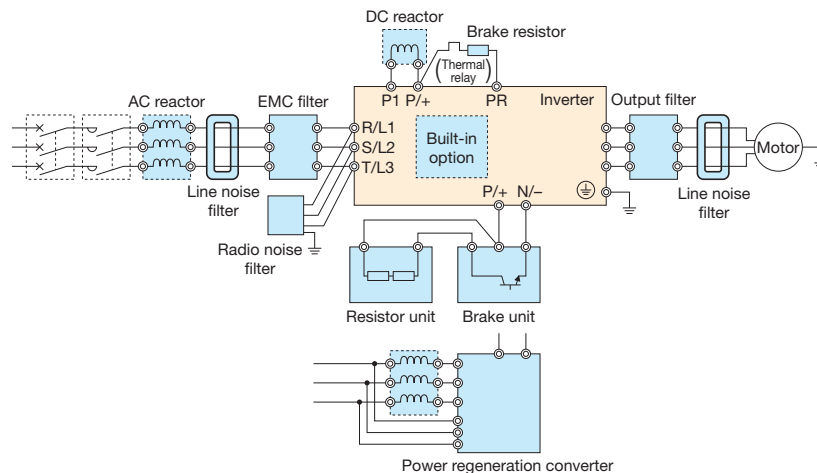 DC reactor
Brake resistor
(Thermal
relay)
P1 P/+ PR
Inverter
AC reactor
EMC filter
Output filter
R/L1
S/L2
T/L3
Built-in
option
Motor
P/+ N/−
Line noise
filter
Line noise
filter
Radio noise
filter
Resistor unit
Brake unit
Power regeneration converter